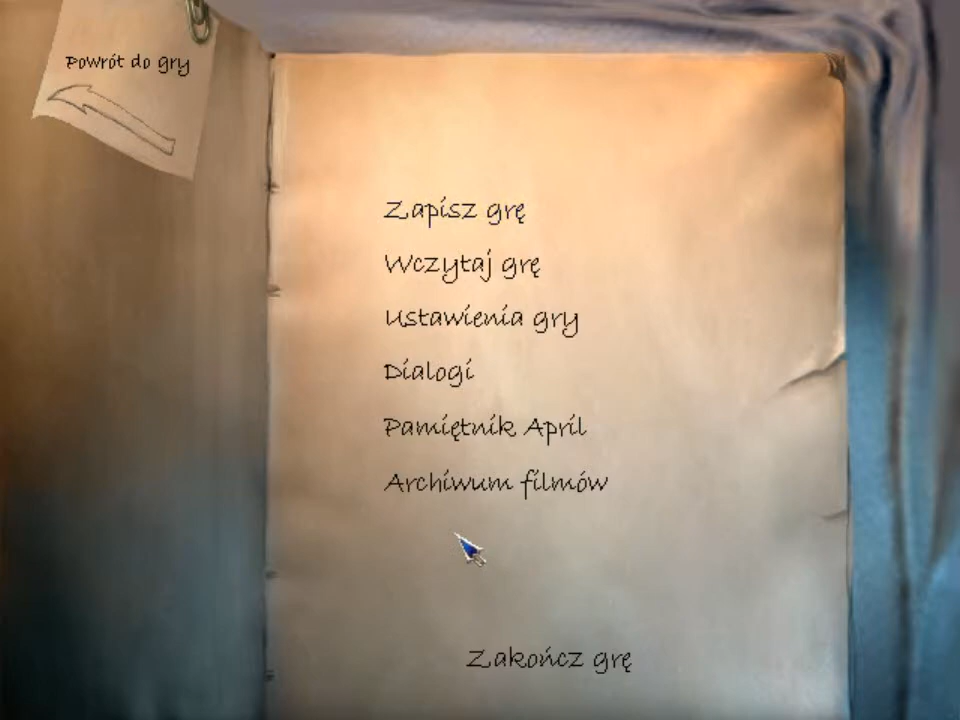 Powrót do gry
Zapisz grę
Wczytaj grę
Ustawienia gry
Dialogi
Pamiętnik April
Archiwum filmów
Zakończ grę